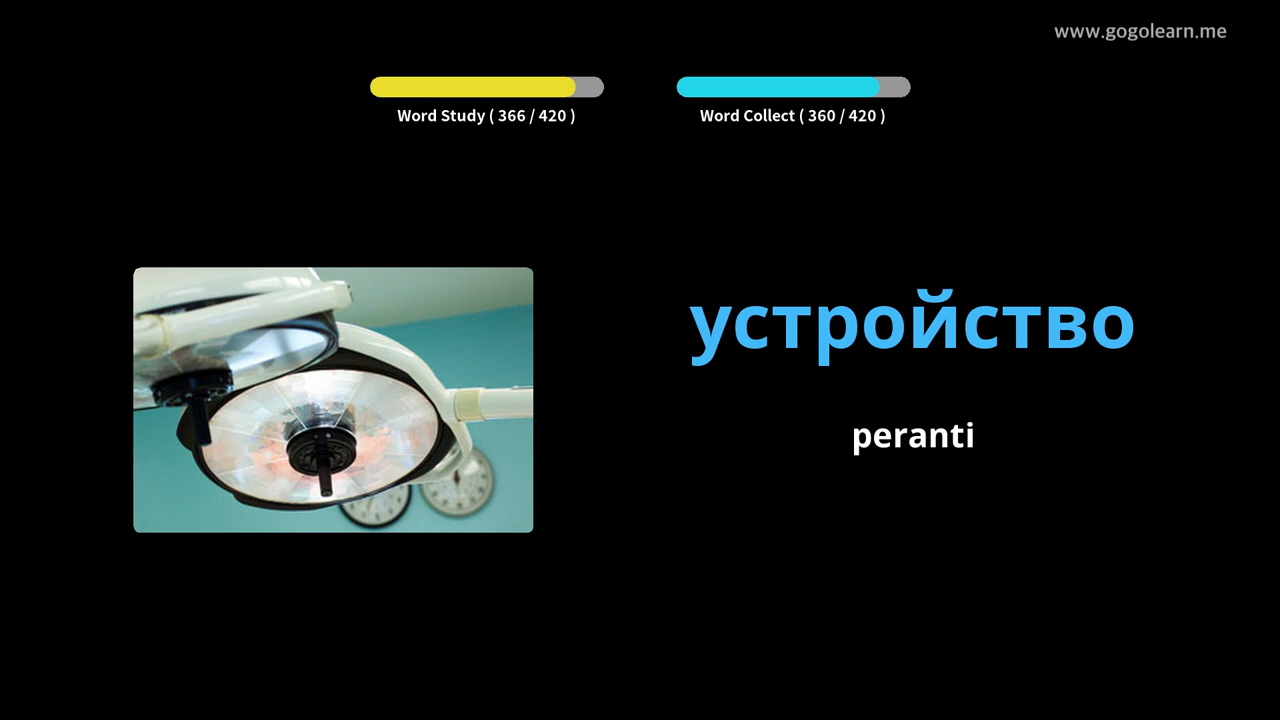 www.gogolearn.me
Word Study ( 366 / 420 )
Word Collect ( 360 / 420 )
устройство
peranti